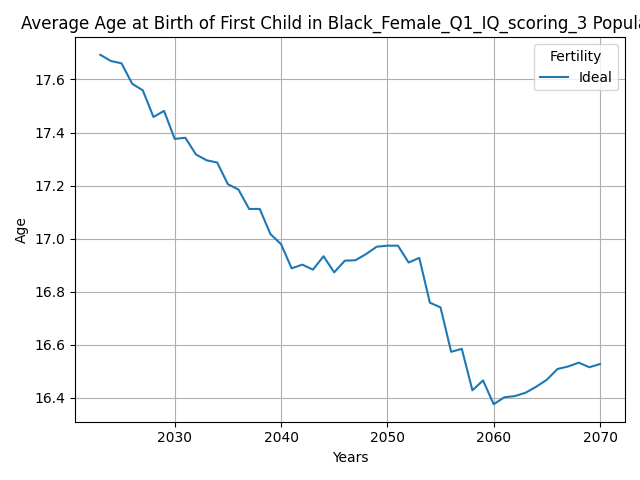 Average Age at Birth of First Child in Black_Female_Q1_IQ_scoring_3 Popula
Fertility
Ideal
Age
17.6
17.4
17.2
17.0
16.8
16.6
16.4
2030 2040 2050 2060 2070
Years